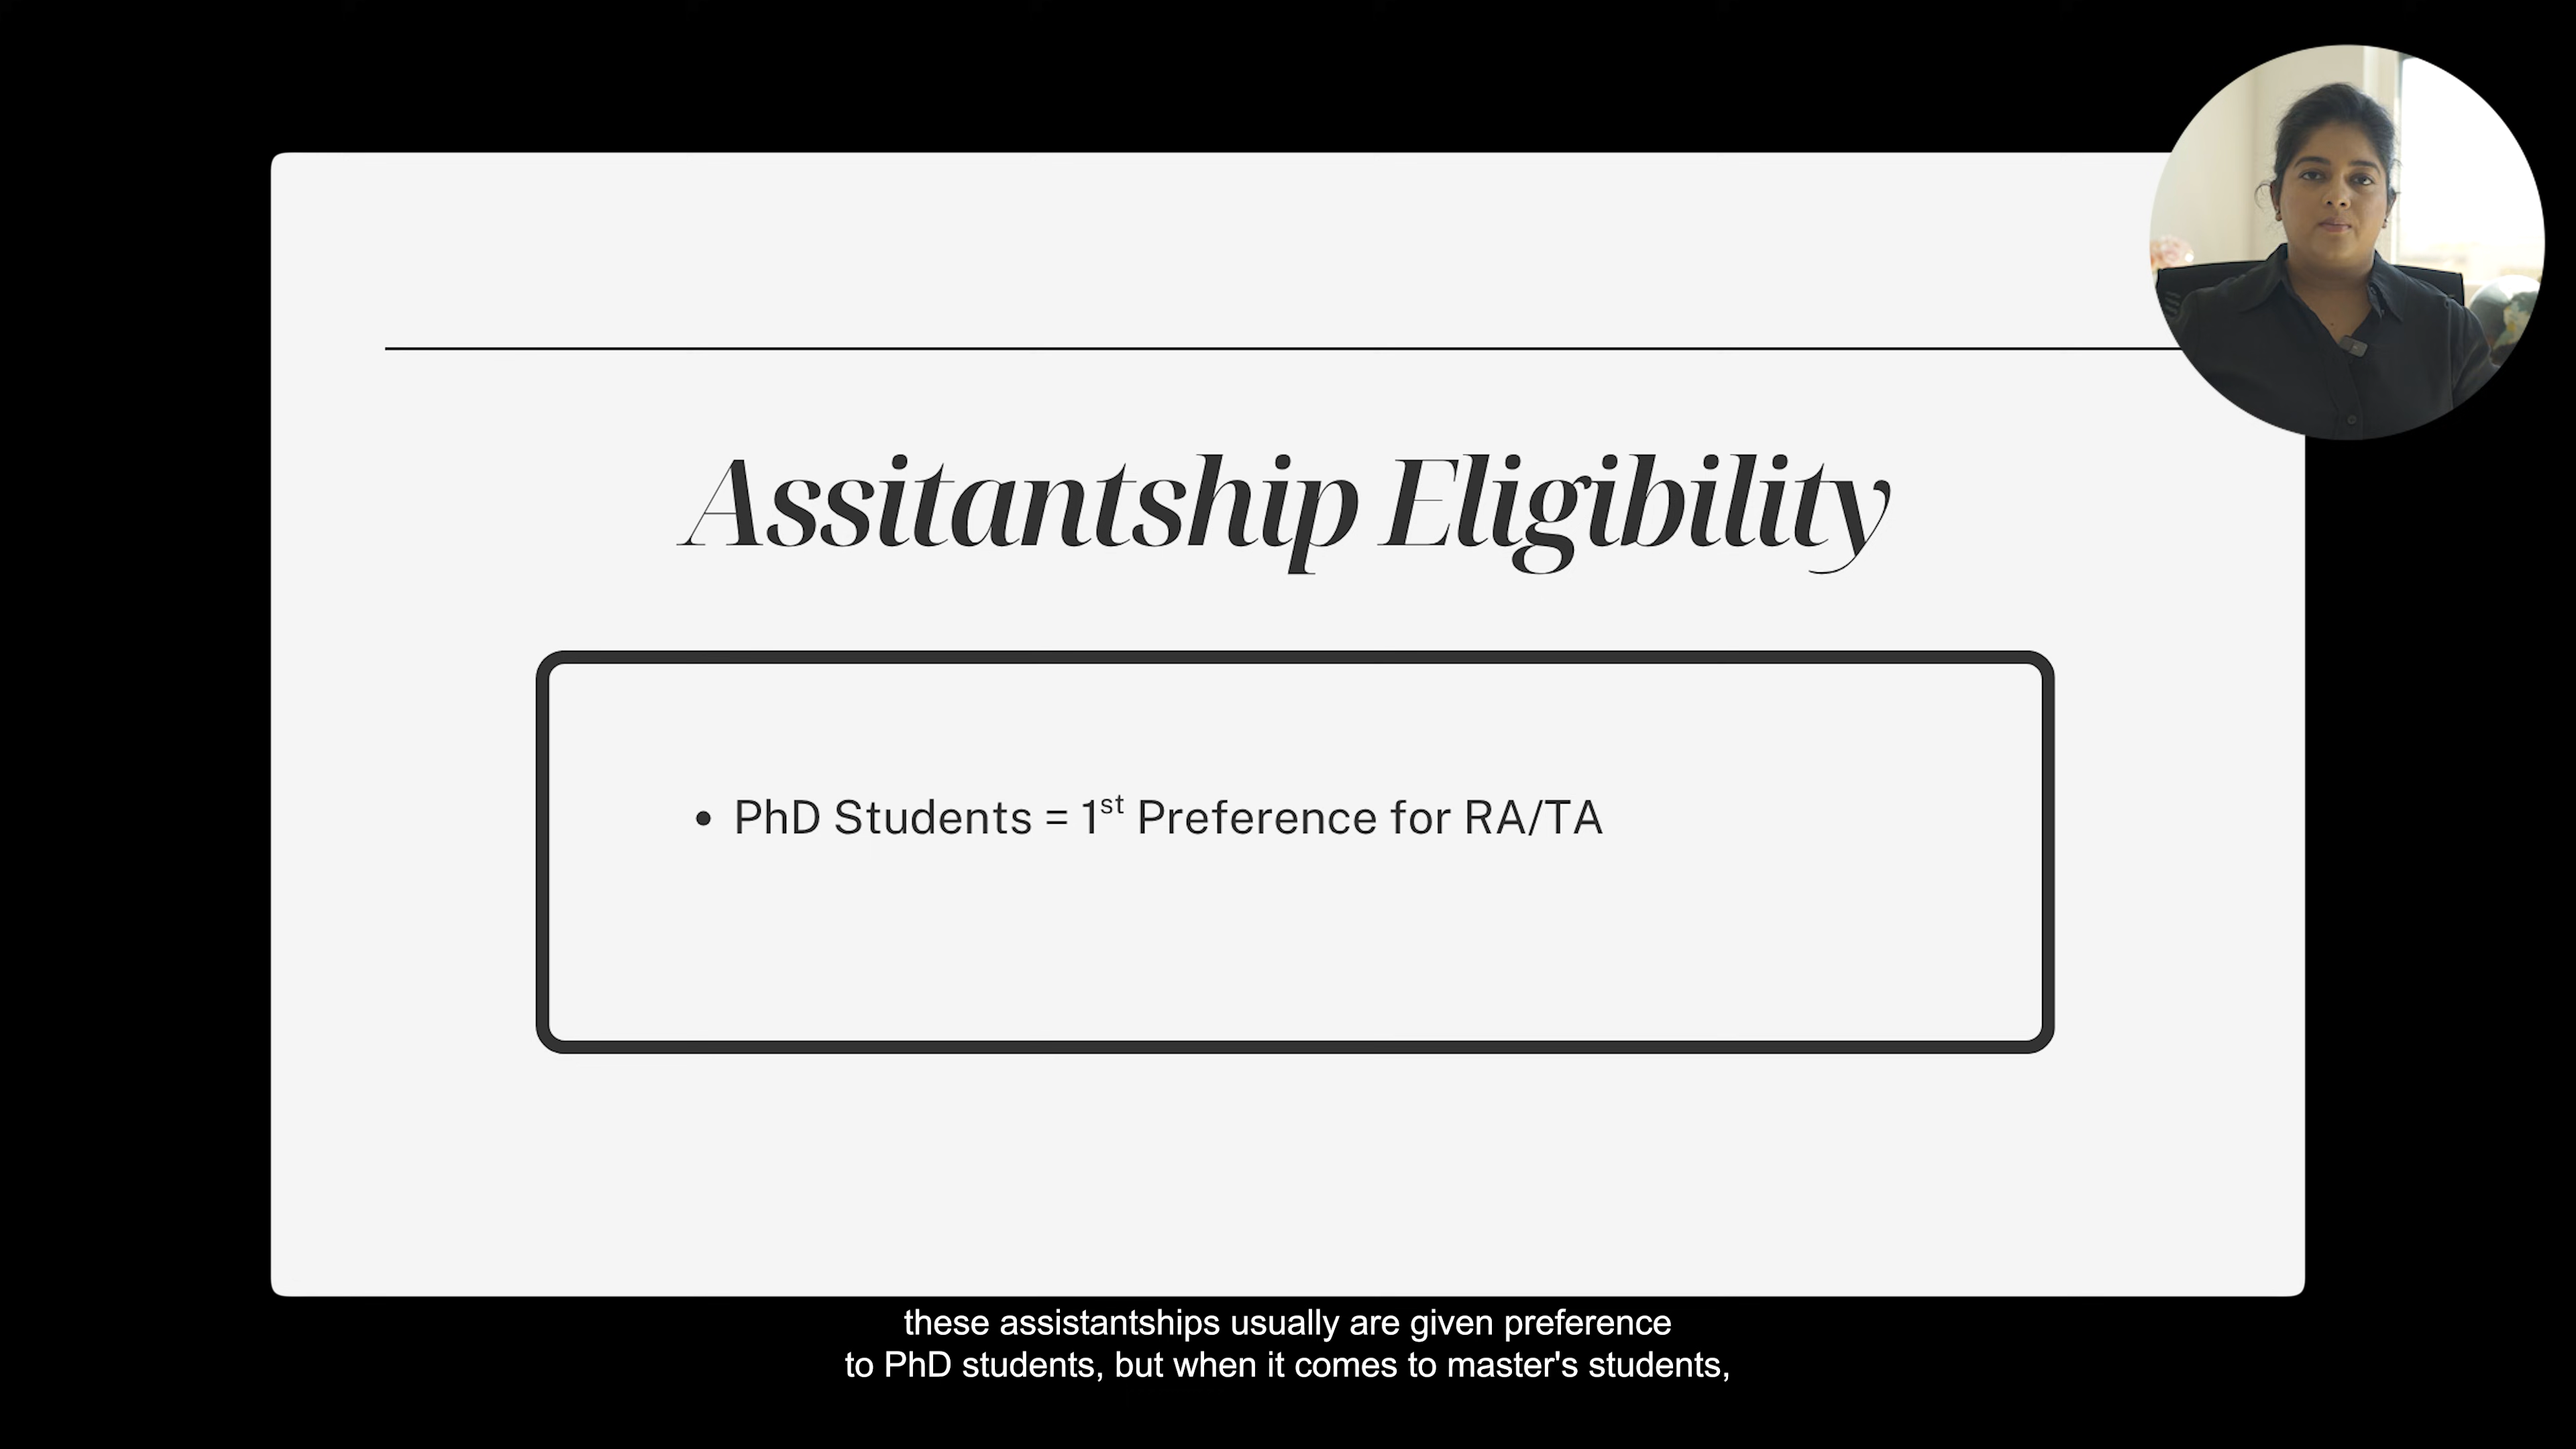 Assitantship Eligibility
• PhD Students = 1st Preference for RA/TA
these assistantships usually are given preference
to PhD students, but when it comes to master's students,